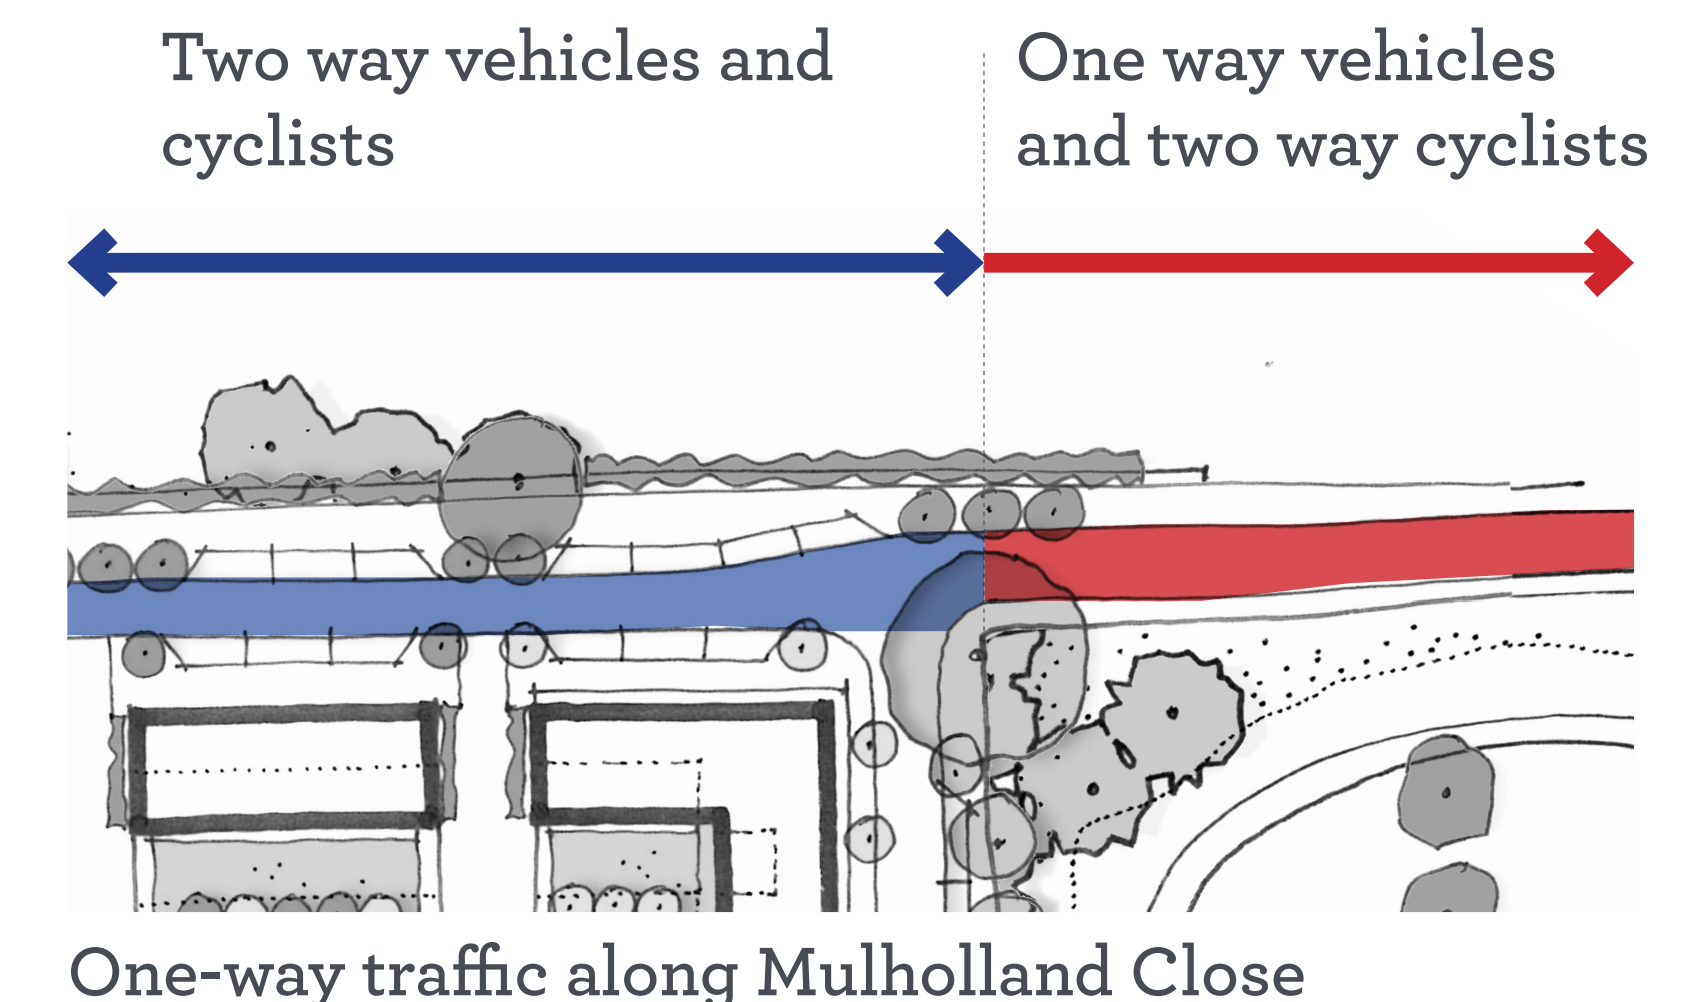 Two way vehicles and
cyclists
One way vehicles
and two way cyclists
One-way traffic along Mulholland Close